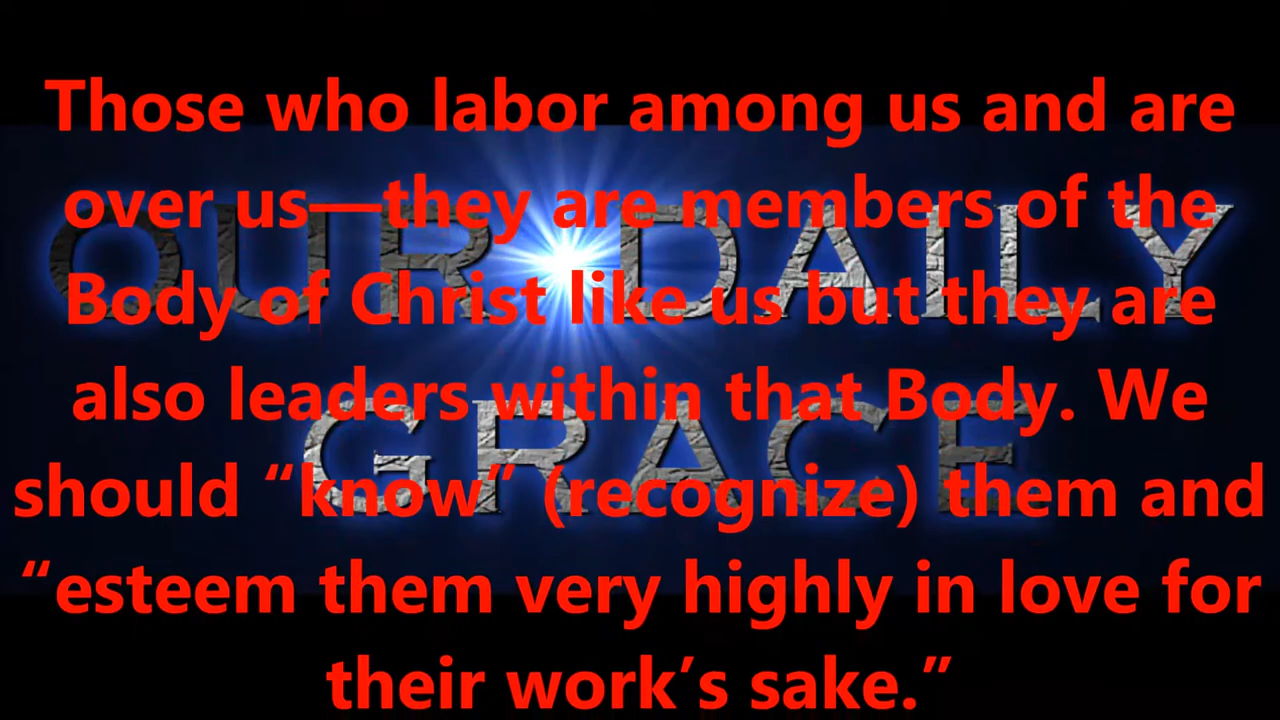 Those who labor among us and are
over us—they are members of the
Body of Christ like us but they are
also leaders within that Body. We
should “know” (recognize) them and
“esteem them very highly in love for
their work’s sake.”
OUR DAILY
GRACE